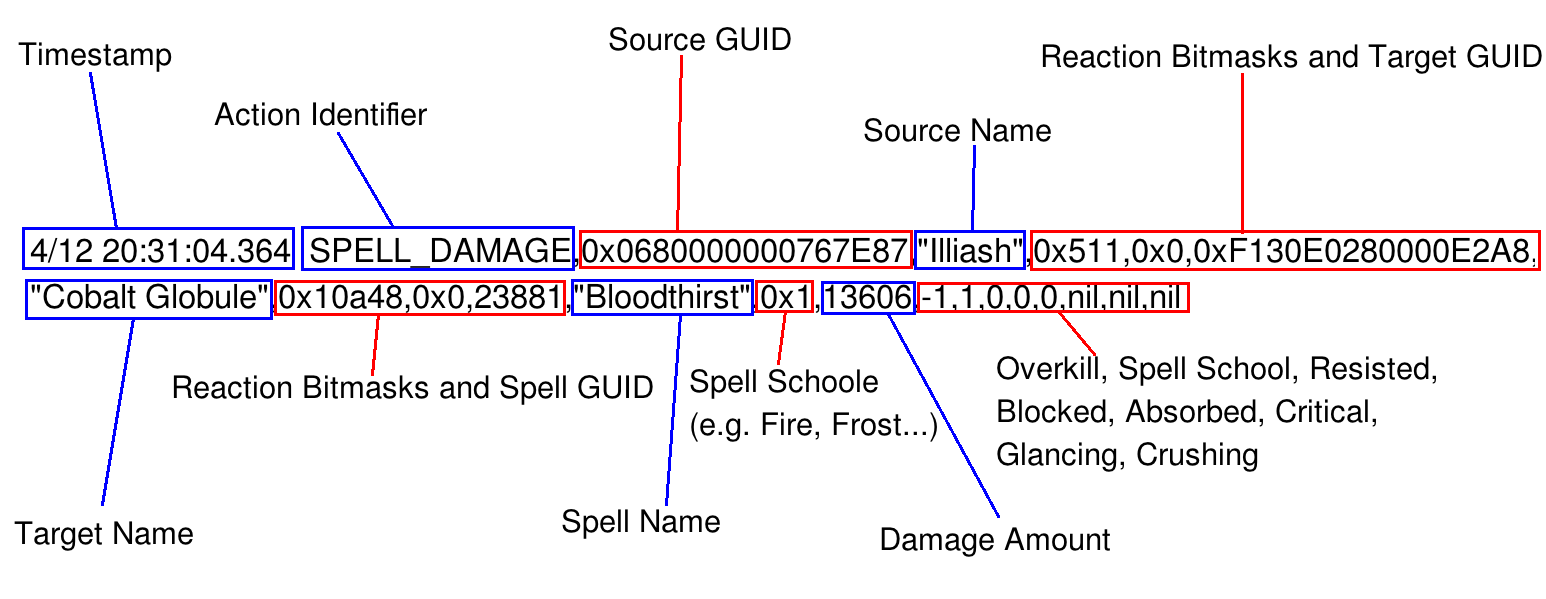 Source GUID
Timestamp
Reaction Bitmasks and Target GUID
Action Identifier
Source Name
4/12 20:31:04.364 SPELL_DAMAGE,0x0680000000767E87,"Illiash",0x511,0x0,0xF130E0280000E2A8,
"Cobalt Globule",0x10a48,0x0,23881,"Bloodthirst",0x1,13606,-1,1,0,0,0,nil,nil,nil
Reaction Bitmasks and Spell GUID
Spell Schoole
(e.g. Fire, Frost...)
Overkill, Spell School, Resisted,
Blocked, Absorbed, Critical,
Glancing, Crushing
Target Name
Spell Name
Damage Amount